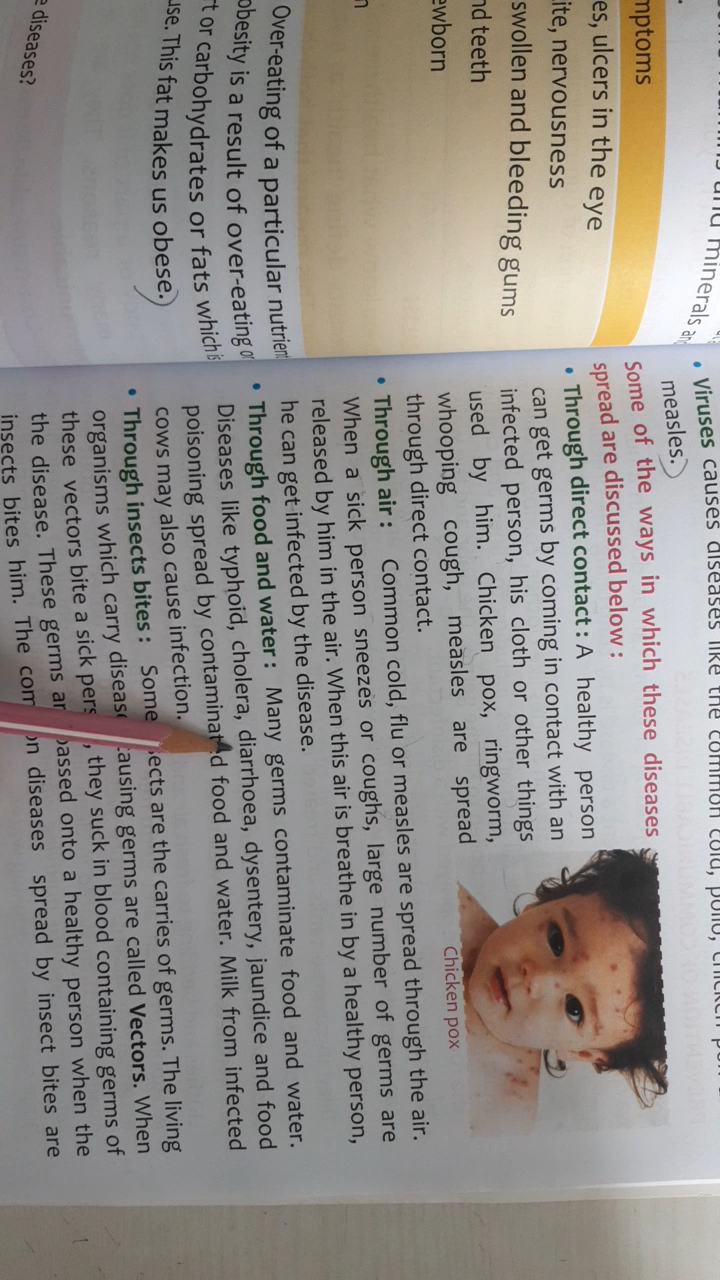 minerals
mptoms
es, ulcers in the eye
ite, nervousness
swollen and bleeding gums
nd teeth
ewborn
n
Over-eating of a particular nutrient
obesity is a result of over-eating or
rt or carbohydrates or fats which is
use. This fat makes us obese.)
e diseases?
• Viruses causes diseases like the common cold, polio, chicken
measles.)
Some of the ways in which these diseases
spread are discussed below :
• Through direct contact : A healthy person
can get germs by coming in contact with an
infected person, his cloth or other things
used by him. Chicken pox, ringworm,
whooping cough, measles are spread
through direct contact.
Chicken pox
• Through air : Common cold, flu or measles are spread through the air.
When a sick person sneezes or coughs, large number of germs are
released by him in the air. When this air is breathe in by a healthy person,
he can get infected by the disease.
• Through food and water : Many germs contaminate food and water.
Diseases like typhoid, cholera, diarrhoea, dysentery, jaundice and food
poisoning spread by contaminated food and water. Milk from infected
cows may also cause infection.
• Through insects bites : Some ects are the carries of germs. The living
organisms which carry disease causing germs are called Vectors. When
these vectors bite a sick pers , they suck in blood containing germs of
the disease. These germs ar passed onto a healthy person when the
insects bites him. The com n diseases spread by insect bites are